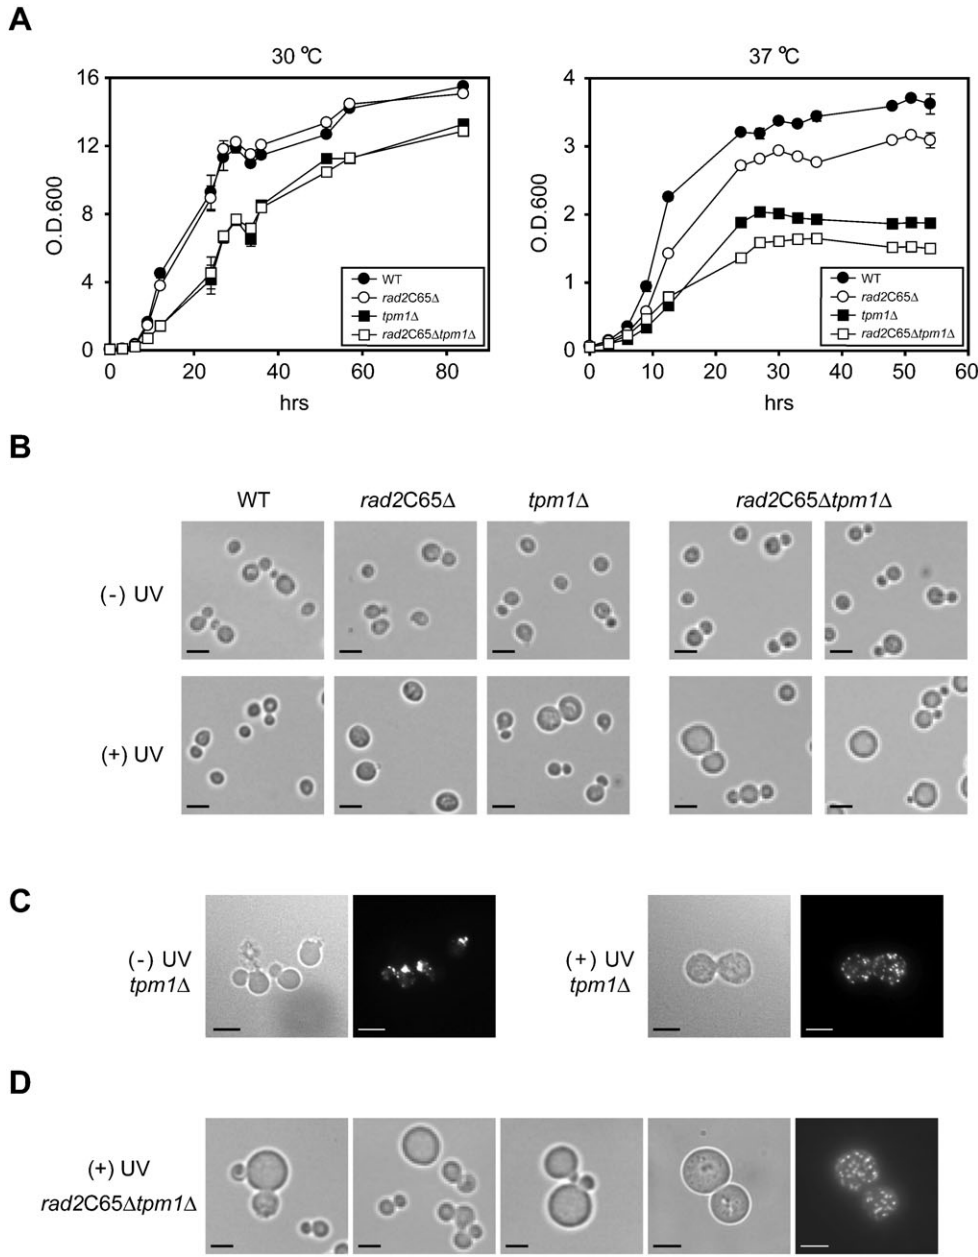 A
30 ºC
37 ºC
16
12
8
4
0
O.D.600
0
20
40
60
80
hrs
WT
rad2C65Δ
tpm1Δ
rad2C65Δtpm1Δ
4
3
2
1
0
O.D.600
0
10
20
30
40
50
60
hrs
WT
rad2C65Δ
tpm1Δ
rad2C65Δtpm1Δ
B
WT
rad2C65Δ
tpm1Δ
rad2C65Δtpm1Δ
(-) UV
(+) UV
C
(-) UV
tpm1Δ
(+) UV
tpm1Δ
D
(+) UV
rad2C65Δtpm1Δ